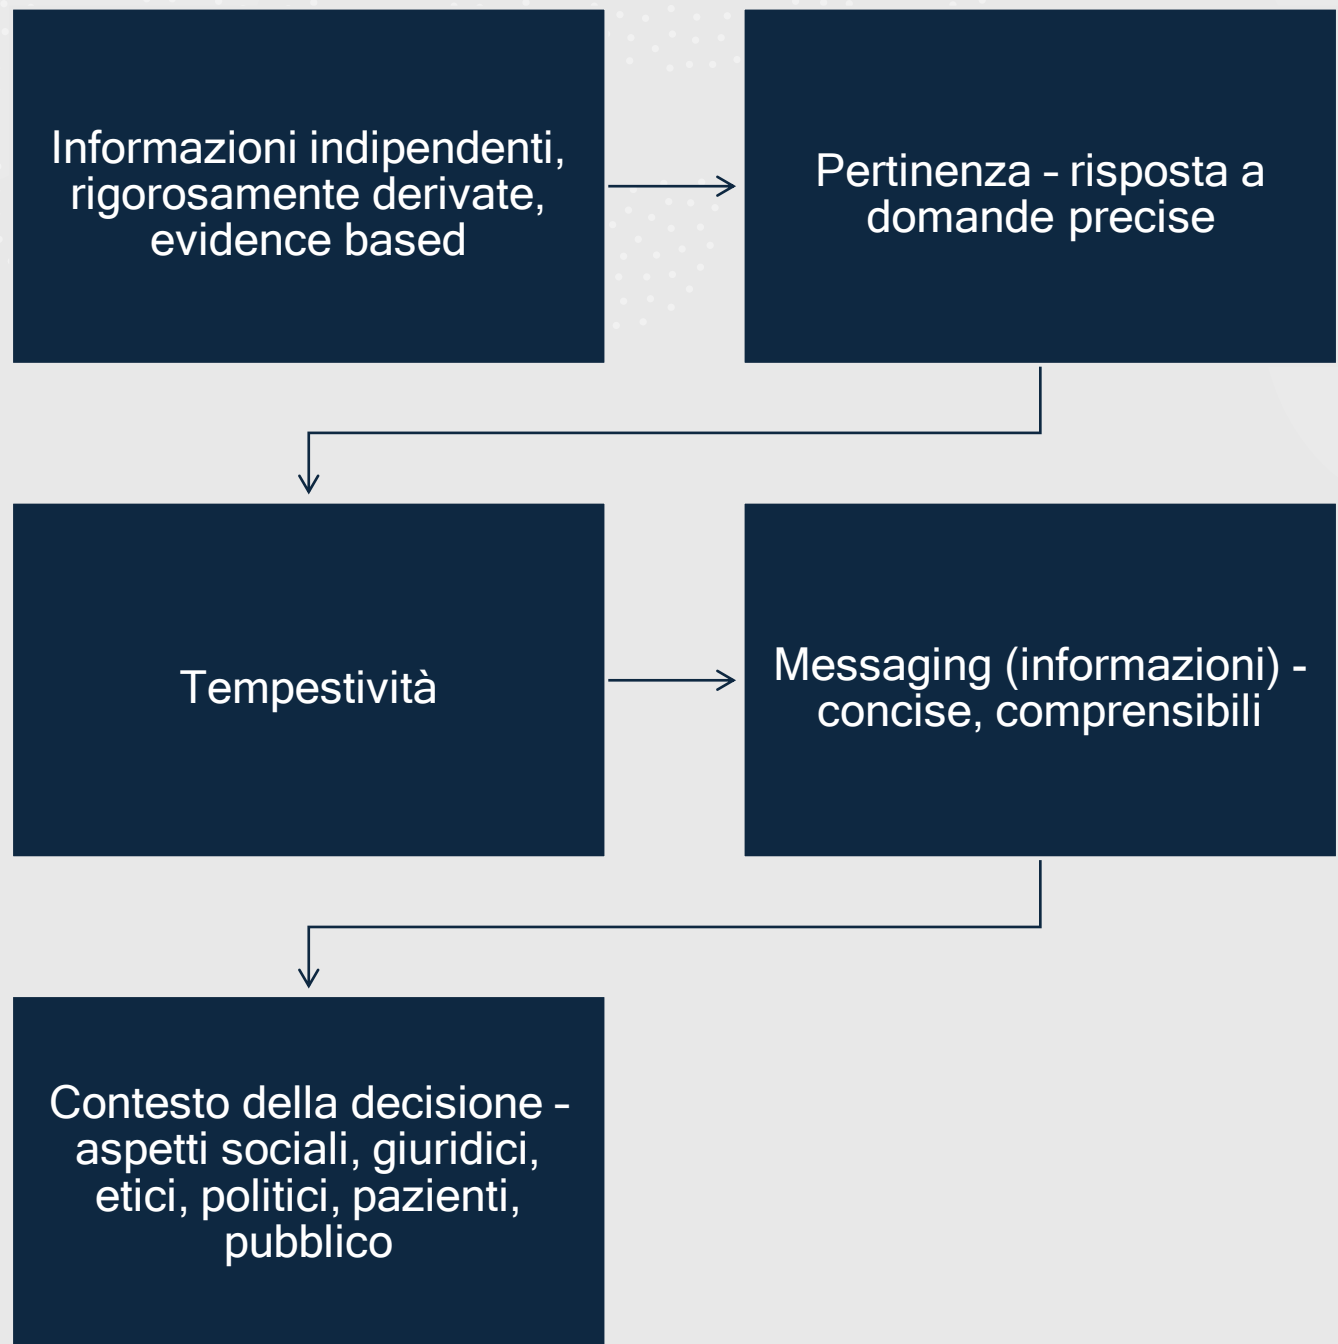 Informazioni indipendenti,
rigorosamente derivate,
evidence based
Pertinenza – risposta a
domande precise
Tempestività
Messaging (informazioni) -
concise, comprensibili
Contesto della decisione –
aspetti sociali, giuridici,
etici, politici, pazienti,
pubblico